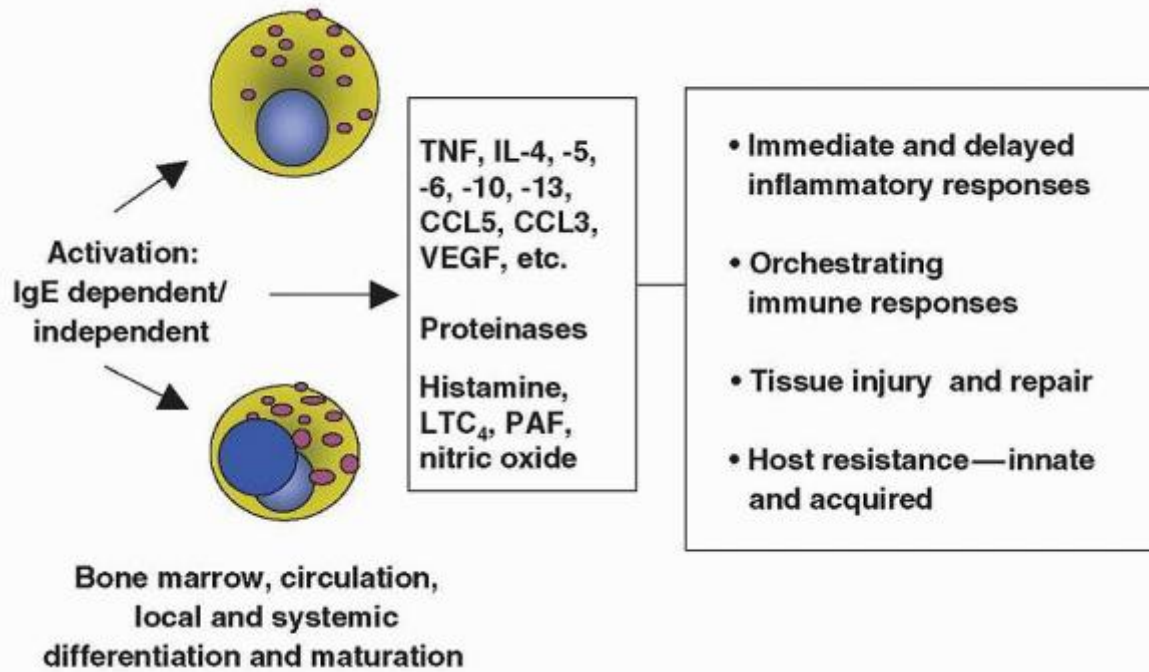 Activation:
IgE dependent/
independent
TNF, IL-4, -5,
-6, -10, -13,
CCL5, CCL3,
VEGF, etc.
Proteinases
Histamine,
LTC₄, PAF,
nitric oxide
• Immediate and delayed
inflammatory responses
• Orchestrating
immune responses
• Tissue injury and repair
• Host resistance—innate
and acquired
Bone marrow, circulation,
local and systemic
differentiation and maturation